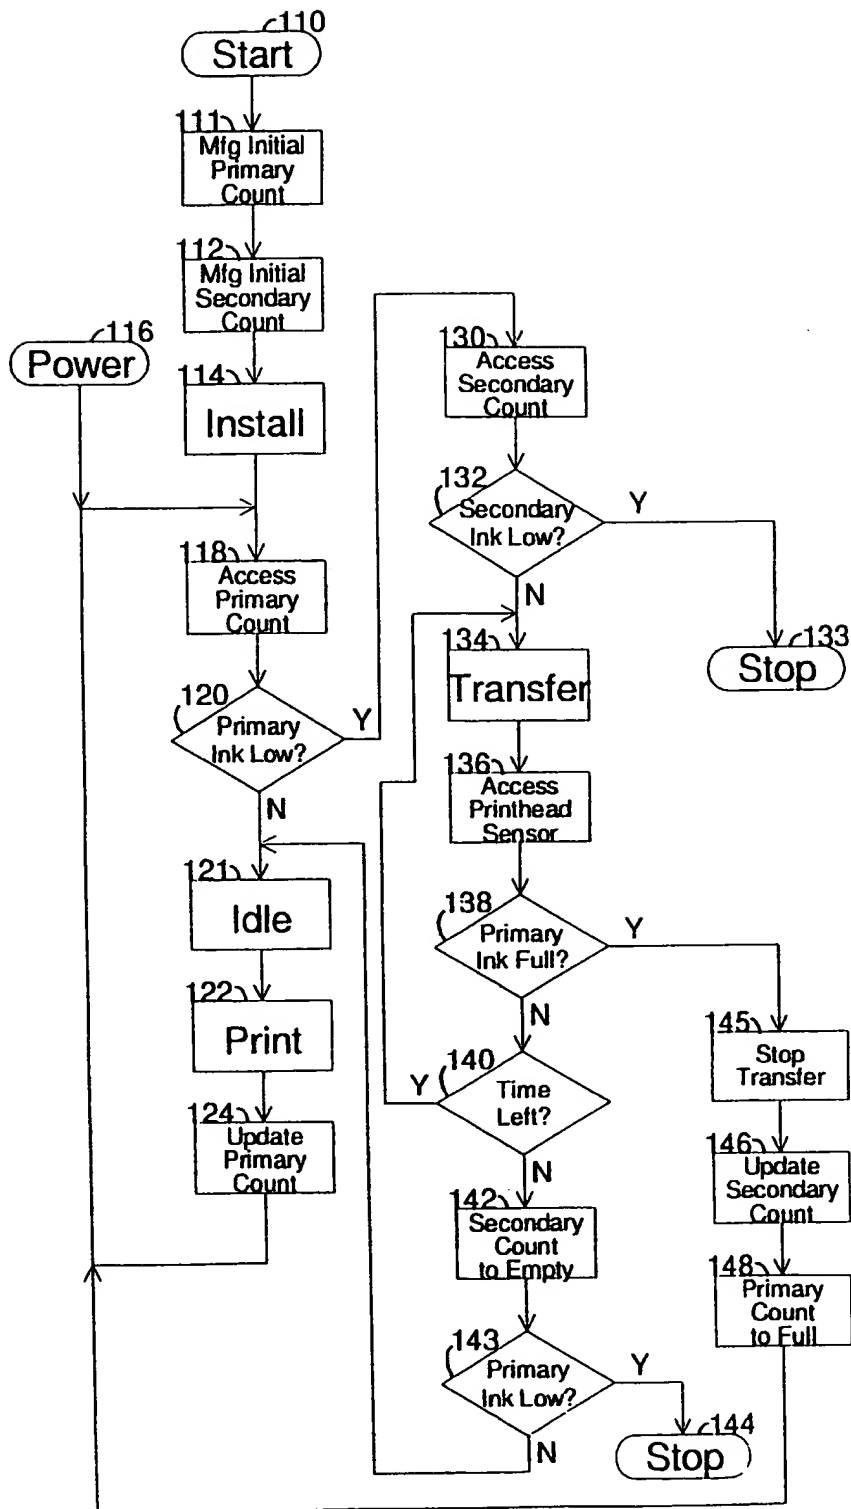 110
Start
111
Mfg Initial
Primary
Count
112
Mfg Initial
Secondary
Count
116
Power
114
Install
118
Access
Primary
Count
120
Primary
Ink Low?
Y
N
121
Idle
122
Print
124
Update
Primary
Count
130
Access
Secondary
Count
132
Secondary
Ink Low?
Y
N
133
Stop
134
Transfer
136
Access
Printhead
Sensor
138
Primary
Ink Full?
Y
N
140
Time
Left?
Y
N
142
Secondary
Count
to Empty
143
Primary
Ink Low?
Y
N
144
Stop
145
Stop
Transfer
146
Update
Secondary
Count
148
Primary
Count
to Full